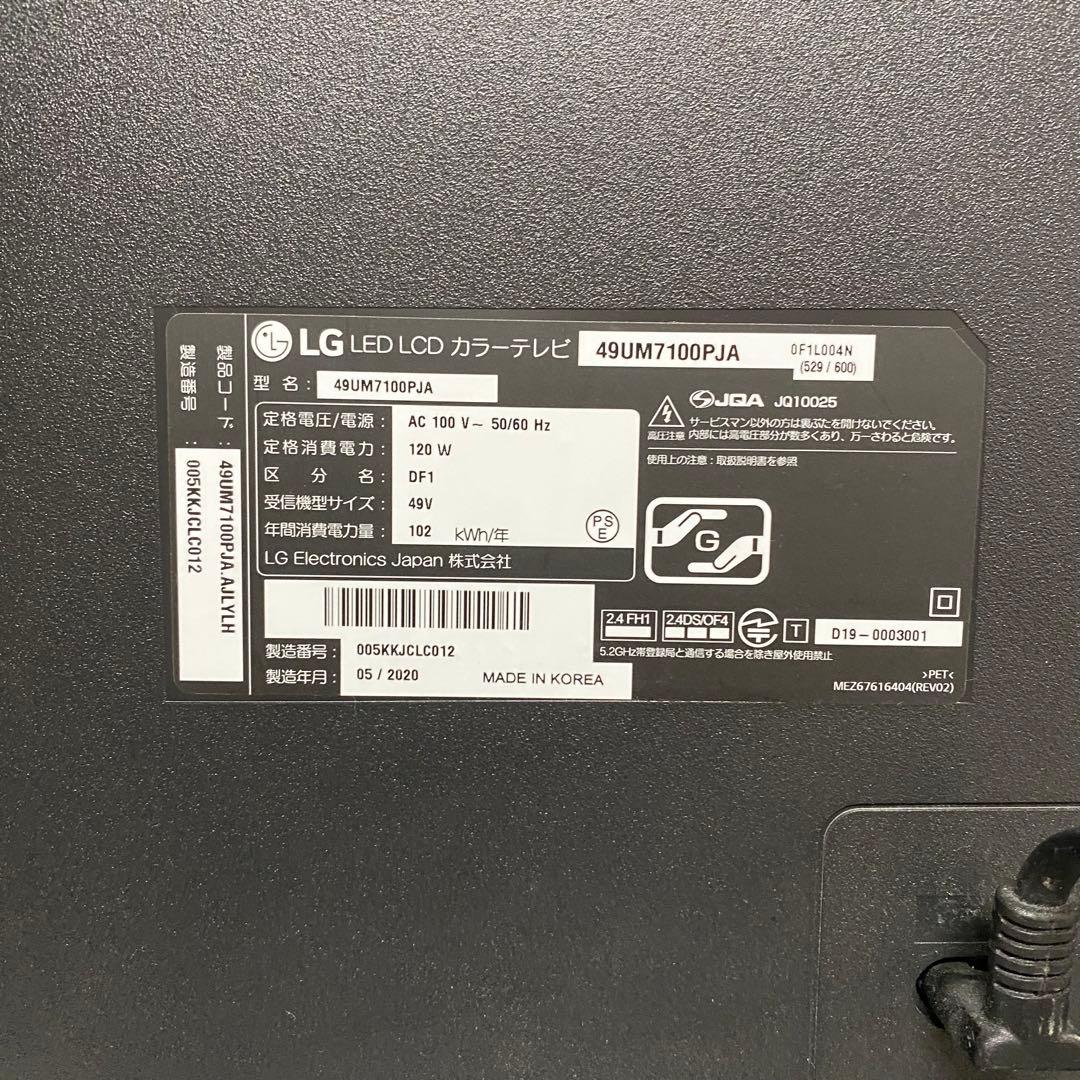 LG LED LCD カラーテレビ 49UM7100PJA 0F1L004N
(529 / 600)
型 名 : 49UM7100PJA
定格電圧/電源 : AC 100 V~ 50/60 Hz
定格消費電力 : 120 W
区 分 名 : DF1
受信機型サイズ : 49V
年間消費電力量 : 102 kWh/年
PS
E
LG Electronics Japan 株式会社
JQA JQ10025
高圧注意
サービスマン以外の方は裏ぶたを開けないでください。
内部には高電圧部分が数多くあり、万一さわると危険です。
使用上の注意 : 取扱説明書を参照
G
製造番号 : 005KKJCLC012
製造年月 : 05 / 2020 MADE IN KOREA
2.4 FH1 2.4DS/OF4 T D19-0003001
5.2GHz帯登録局と通信する場合を除き屋外使用禁止
>PET<
MEZ67616404(REV02)
製品コード : 49UM7100PJA.AJLYLH
製造番号 : 005KKJCLC012